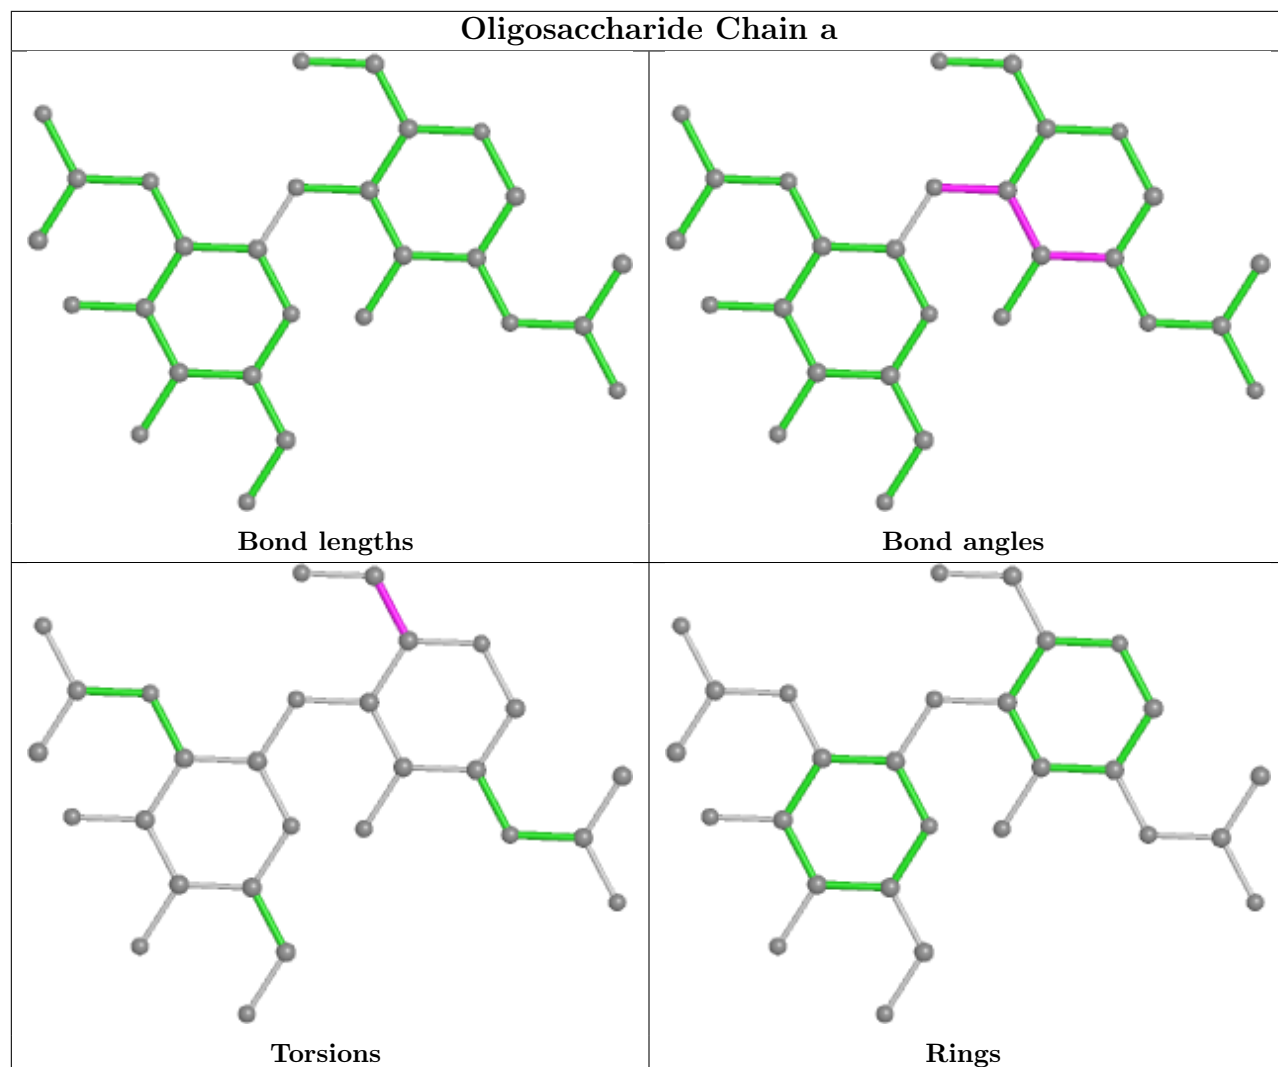 Oligosaccharide Chain a
Bond lengths
Bond angles
Torsions
Rings